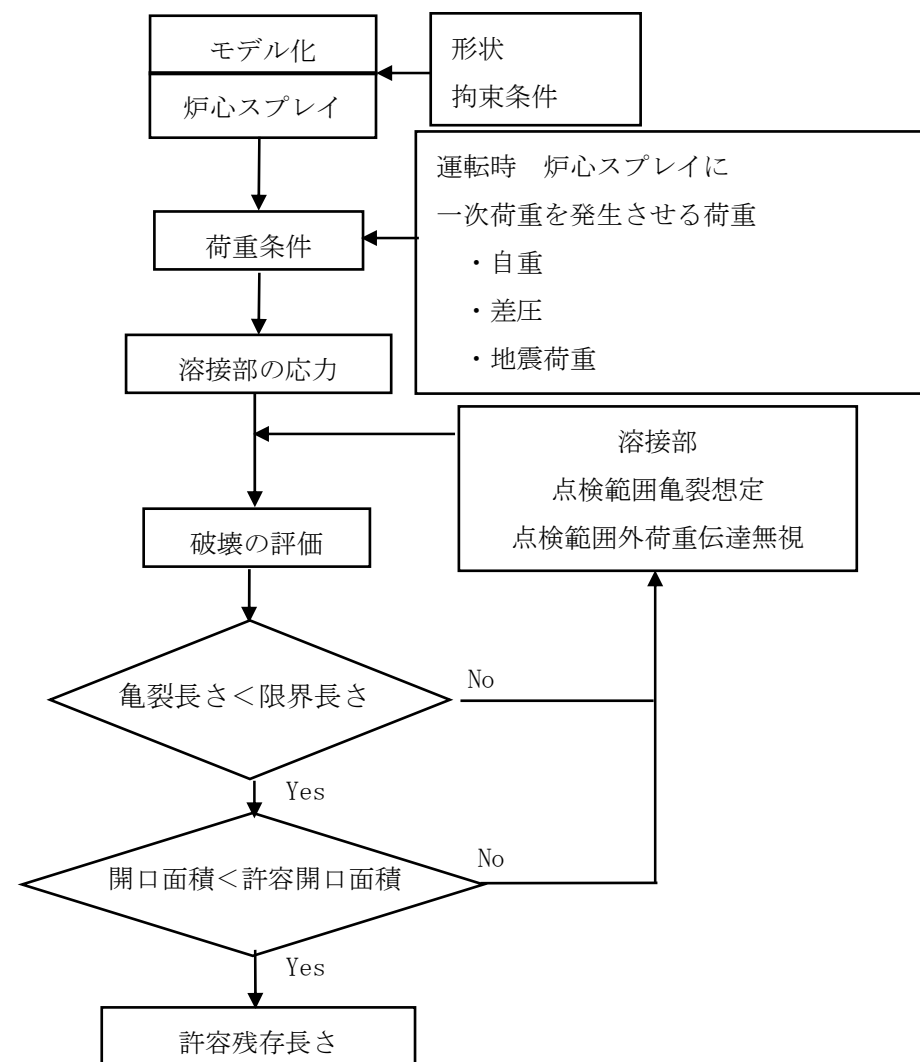 モデル化
炉心スプレイ
形状
拘束条件
運転時　炉心スプレイに
一次荷重を発生させる荷重
・自重
・差圧
・地震荷重
荷重条件
溶接部の応力
溶接部
点検範囲亀裂想定
点検範囲外荷重伝達無視
破壊の評価
亀裂長さ＜限界長さ
No
Yes
開口面積＜許容開口面積
No
Yes
許容残存長さ